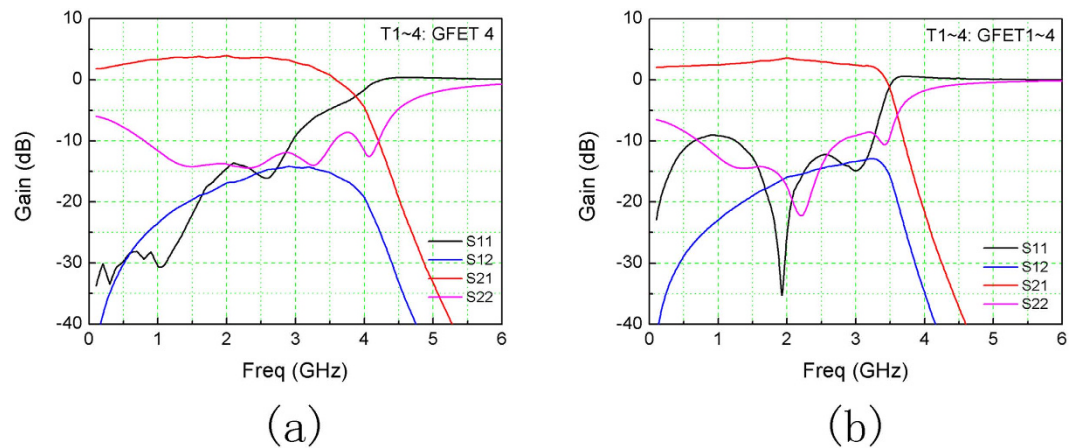 T1~4: GFET 4
10
0
-10
-20
-30
-40
Gain (dB)
S11
S12
S21
S22
0 1 2 3 4 5 6
Freq (GHz)
(a)
T1~4: GFET1~4
10
0
-10
-20
-30
-40
Gain (dB)
S11
S12
S21
S22
0 1 2 3 4 5 6
Freq (GHz)
(b)